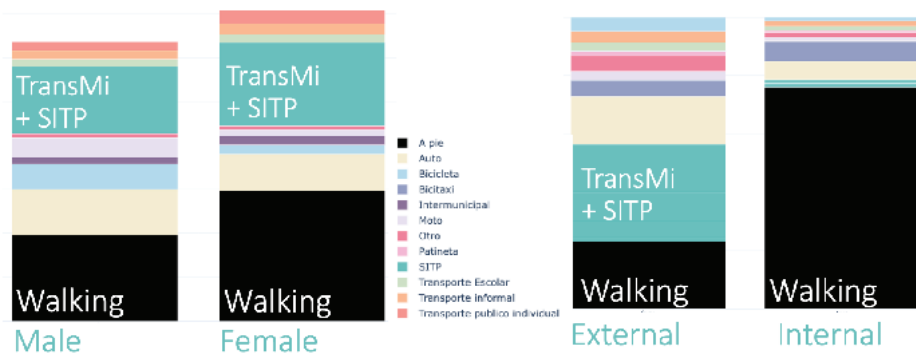 TransMi
+ SITP
Walking
Male
TransMi
+ SITP
Walking
Female
A pie
Auto
Bicicleta
Bicitaxi
Intermunicipal
Moto
Otro
Patineta
SITP
Transporte Escolar
Transporte informal
Transporte publico individual
TransMi
+ SITP
Walking
External
Walking
Internal